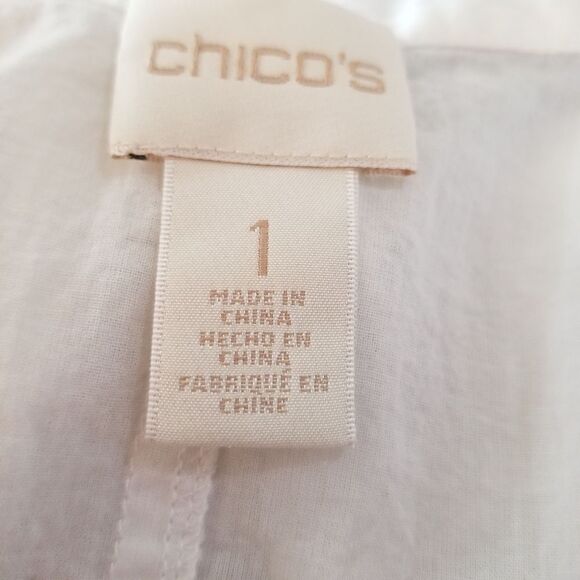 chico's
1
MADE IN
CHINA
HECHO EN
CHINA
FABRIQUÉ EN
CHINE